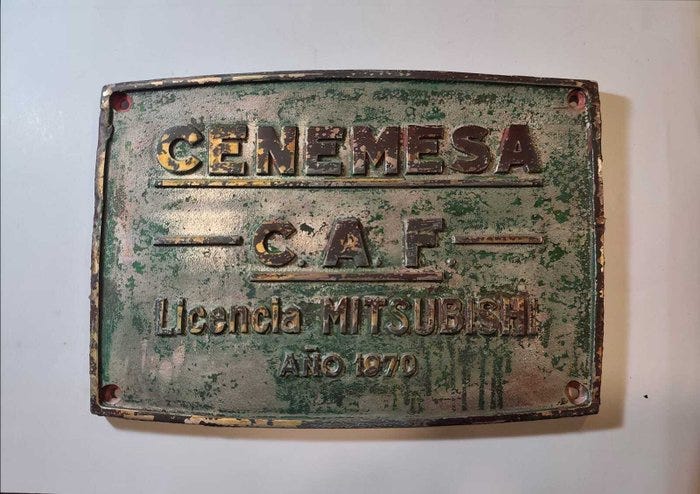 CENEMESA
C.A.F.
Licencia MITSUBISHI
AÑO 1970